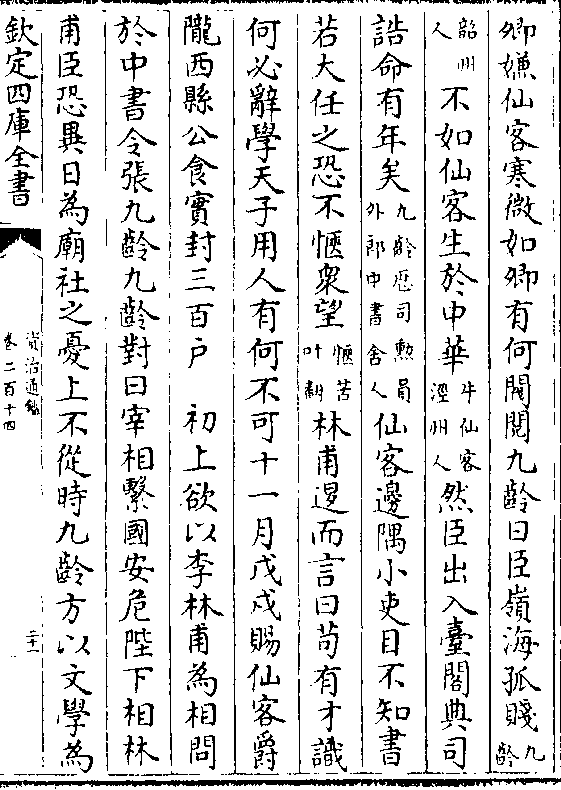 卿嫌仙客寒微如卿有何閥閲九齡曰臣嶺海孤賤九齡
韶州人不如仙客生於中華牛仙客涇州人然臣出入臺閣典司
誥命有年矣九齡歴司勲員外郎中書舍人仙客邊隅小吏目不知書
若大任之恐不愜衆望愜苦叶翻林甫退而言曰茍有才識
何必辭學天子用人有何不可十一月戊戌賜仙客爵
隴西縣公食實封三百戶 初上欲以李林甫為相問
於中書令張九齡九齡對曰宰相繫國安危陛下相林
甫臣恐異日為廟社之憂上不從時九齡方以文學為
欽定四庫全書
資治通鑑
卷二百十四
二十一